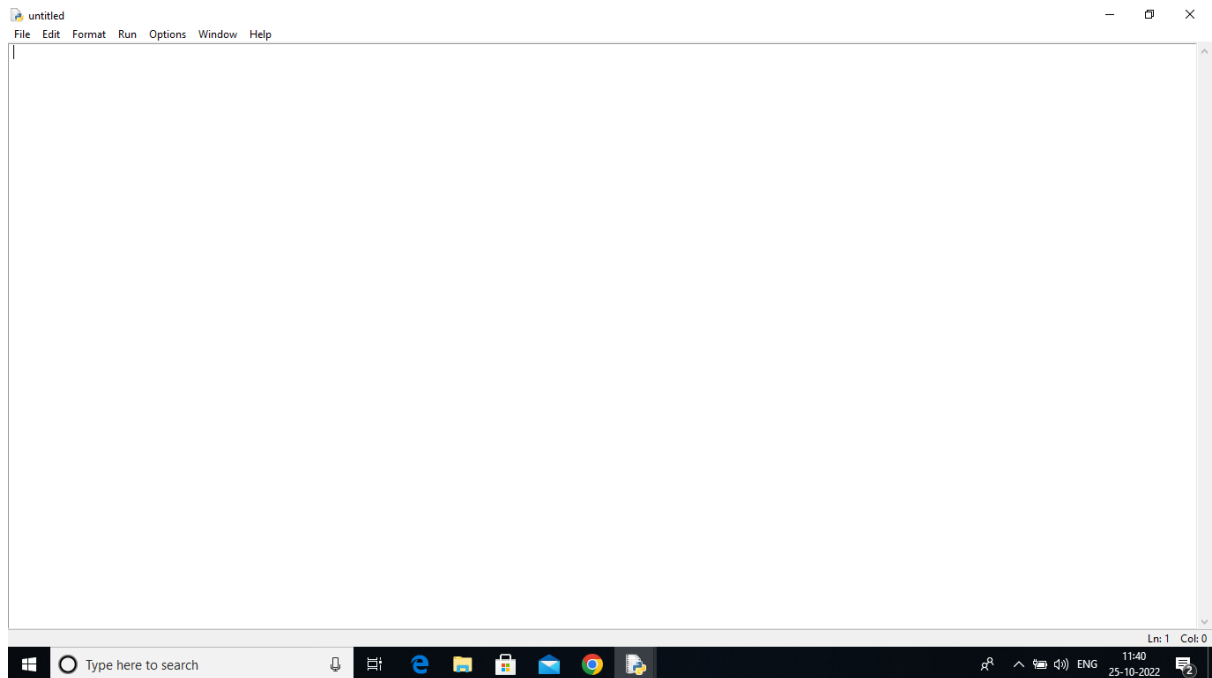 untitled
File Edit Format Run Options Window Help
Ln: 1 Col: 0
Type here to search
ENG
11:40
25-10-2022
2